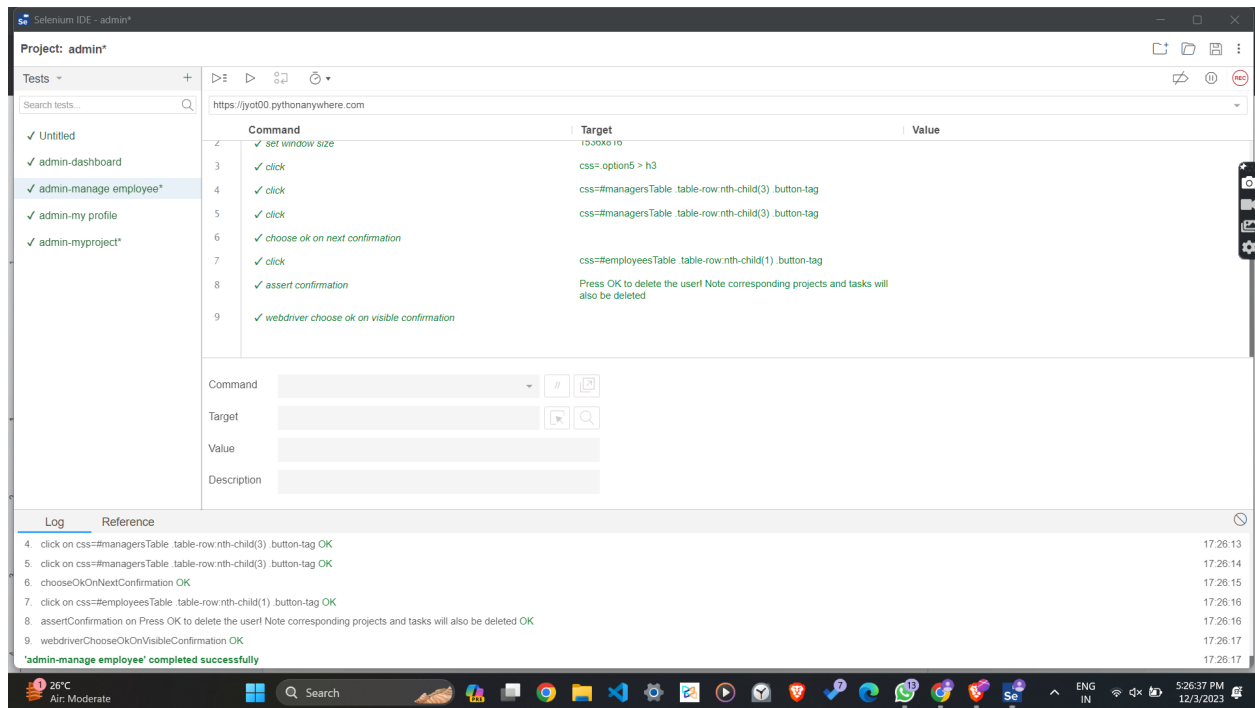 Selenium IDE - admin*
Project: admin*
Tests
Search tests...
✓ Untitled
✓ admin-dashboard
✓ admin-manage employee*
✓ admin-my profile
✓ admin-myproject*
REC
https://jyot00.pythonanywhere.com
Command Target Value
2 ✓ set window size 1536x816
3 ✓ click css=.option5 > h3
4 ✓ click css=#managersTable .table-row:nth-child(3) .button-tag
5 ✓ click css=#managersTable .table-row:nth-child(3) .button-tag
6 ✓ choose ok on next confirmation
7 ✓ click css=#employeesTable .table-row:nth-child(1) .button-tag
8 ✓ assert confirmation Press OK to delete the user! Note corresponding projects and tasks will
also be deleted
9 ✓ webdriver choose ok on visible confirmation
Command //
Target
Value
Description
Log Reference
4. click on css=#managersTable .table-row:nth-child(3) .button-tag OK 17:26:13
5. click on css=#managersTable .table-row:nth-child(3) .button-tag OK 17:26:14
6. chooseOkOnNextConfirmation OK 17:26:15
7. click on css=#employeesTable .table-row:nth-child(1) .button-tag OK 17:26:16
8. assertConfirmation on Press OK to delete the user! Note corresponding projects and tasks will also be deleted OK 17:26:16
9. webdriverChooseOkOnVisibleConfirmation OK 17:26:17
'admin-manage employee' completed successfully 17:26:17
1 26°C
Air: Moderate
Search
PRE
7
13
Se
ENG
IN
5:26:37 PM
12/3/2023